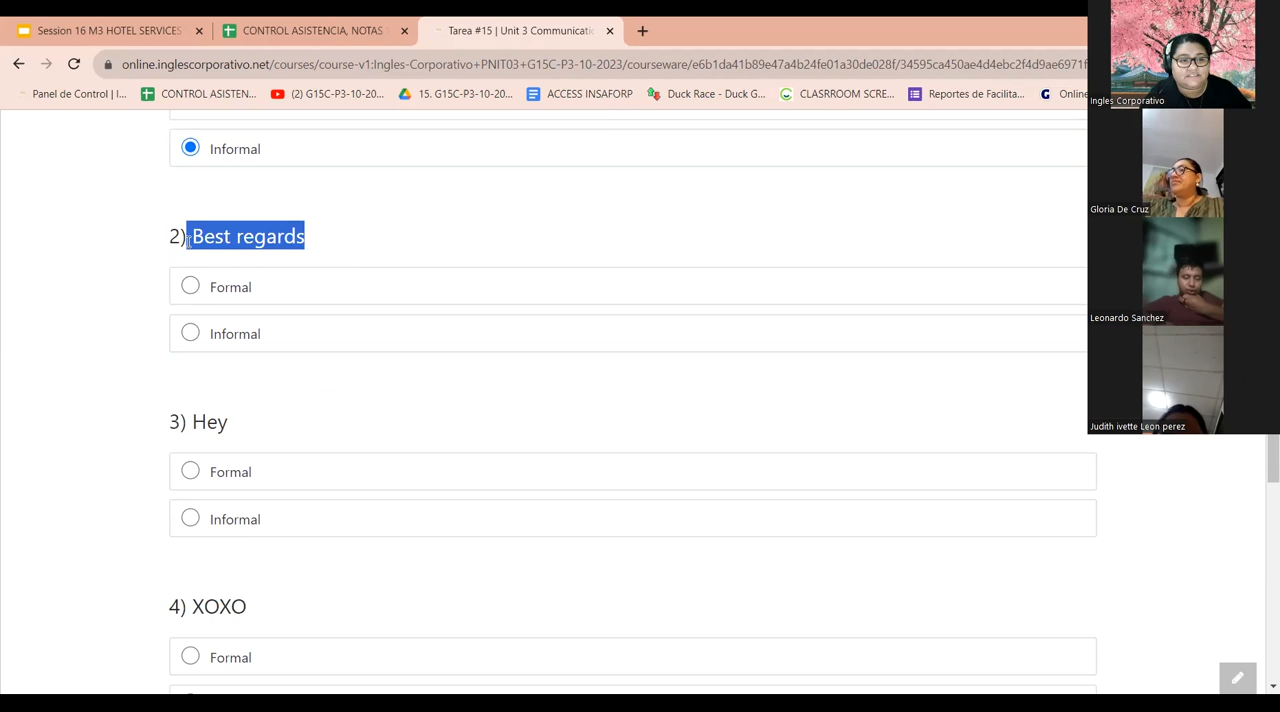 Session 16 M3 HOTEL SERVICES
CONTROL ASISTENCIA, NOTAS
Tarea #15 | Unit 3 Communicatio
online.inglescorporativo.net/courses/course-v1:Ingles-Corporativo+PNIT03+G15C-P3-10-2023/courseware/e6b1da41b89e47a4b24fe01a30de028f/34595ca450ae4d4ebc2f4d9ae6971f
Panel de Control | I...
CONTROL ASISTEN...
(2) G15C-P3-10-20...
15. G15C-P3-10-20...
ACCESS INSAFORP
Duck Race - Duck G...
CLASRROOM SCRE...
Reportes de Facilita...
Online
Ingles Corporativo
Gloria De Cruz
Leonardo Sanchez
Judith ivette Leon perez
Informal
2) Best regards
Formal
Informal
3) Hey
Formal
Informal
4) XOXO
Formal